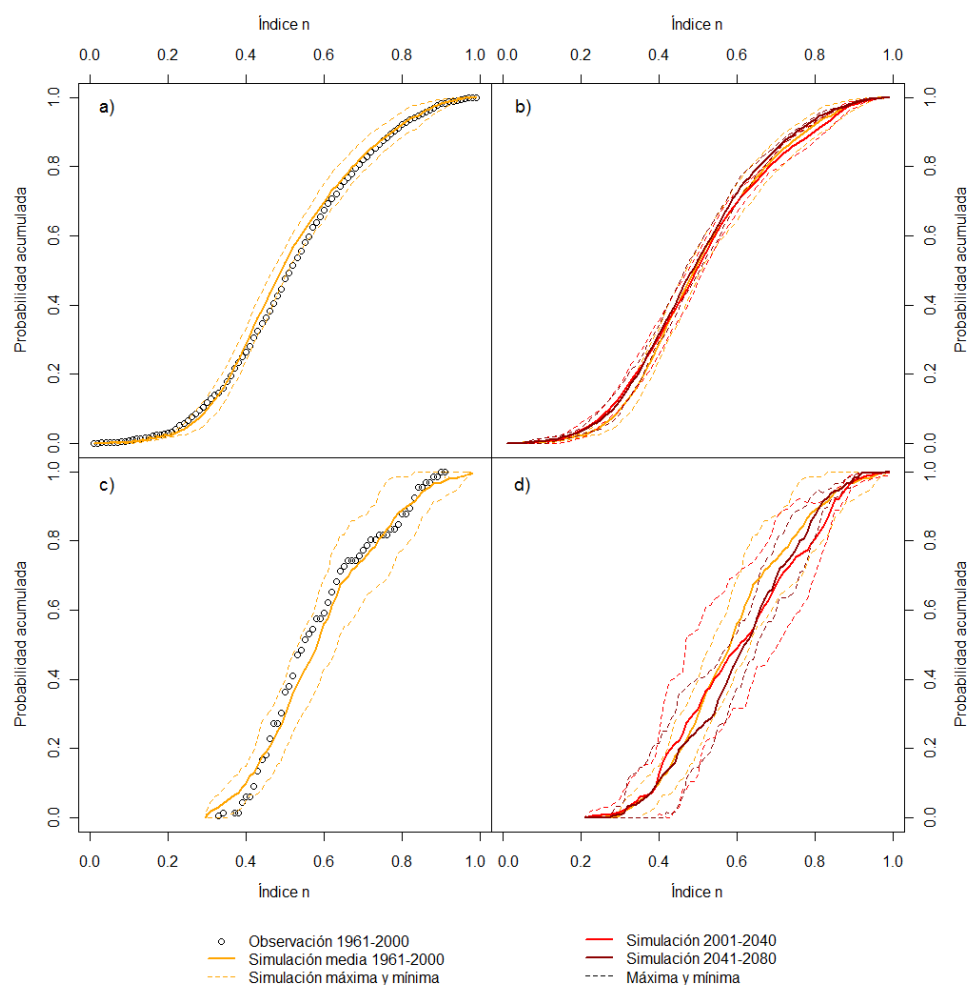 Índice n
Índice n
0.0 0.2 0.4 0.6 0.8 1.0
0.0 0.2 0.4 0.6 0.8 1.0
a)
b)
Probabilidad acumulada
0.0 0.2 0.4 0.6 0.8 1.0
0.0 0.2 0.4 0.6 0.8 1.0
Probabilidad acumulada
c)
d)
Probabilidad acumulada
0.0 0.2 0.4 0.6 0.8 1.0
0.0 0.2 0.4 0.6 0.8 1.0
Probabilidad acumulada
0.0 0.2 0.4 0.6 0.8 1.0
0.0 0.2 0.4 0.6 0.8 1.0
Índice n
Índice n
Observación 1961-2000
Simulación media 1961-2000
Simulación máxima y mínima
Simulación 2001-2040
Simulación 2041-2080
Máxima y mínima